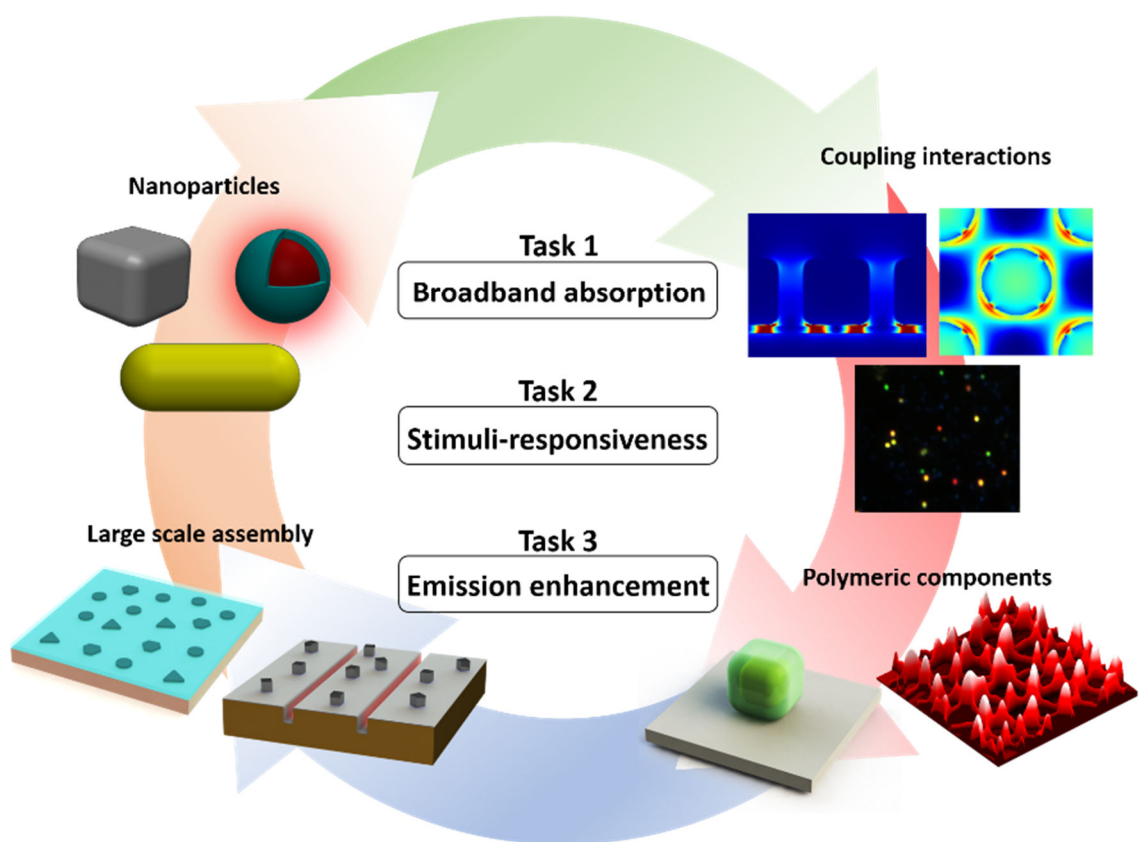 Coupling interactions
Nanoparticles
Task 1
Broadband absorption
Task 2
Stimuli-responsiveness
Large scale assembly
Task 3
Emission enhancement
Polymeric components